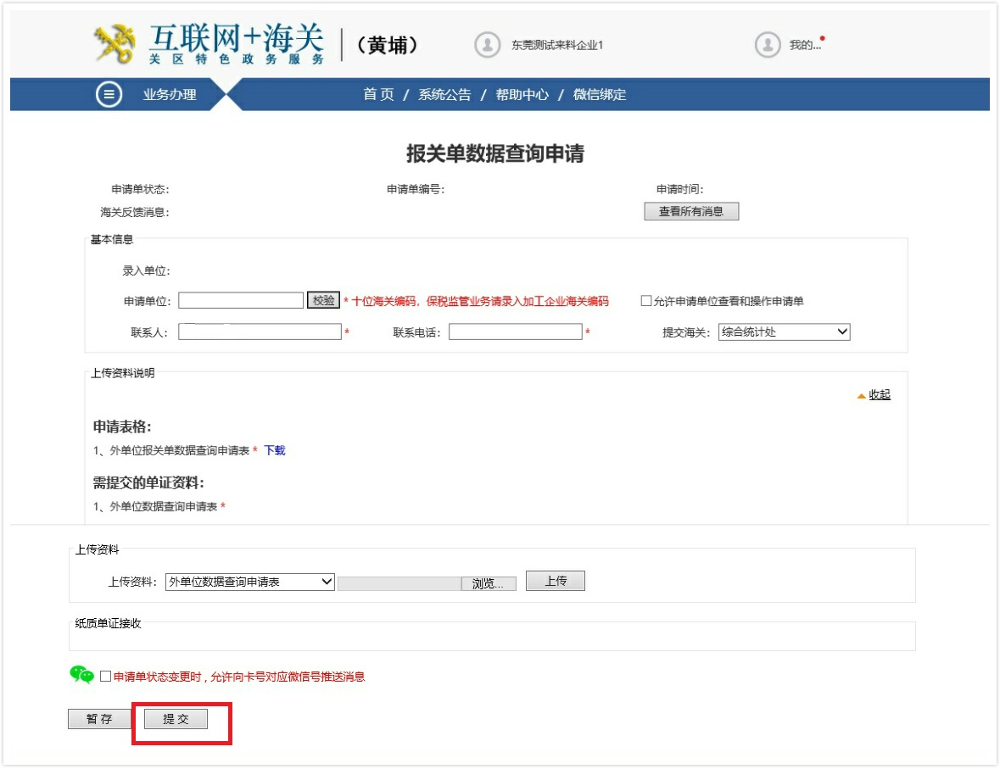 互联网+海关 （黄埔） 东莞测试来料企业1 我的...
关区特色政务服务
业务办理 首页 / 系统公告 / 帮助中心 / 微信绑定
报关单数据查询申请
申请单状态： 申请单编号： 申请时间：
海关反馈消息： 查看所有消息
基本信息
录入单位：
申请单位： 校验 * 十位海关编码，保税监管业务请录入加工企业海关编码 允许申请单位查看和操作申请单
联系人： * 联系电话： * 提交海关： 综合统计处
上传资料说明
收起
申请表格：
1、外单位报关单数据查询申请表 * 下载
需提交的单证资料：
1、外单位数据查询申请表 *
上传资料
上传资料： 外单位数据查询申请表 浏览... 上传
纸质单证接收
申请单状态变更时，允许向卡号对应微信号推送消息
暂存 提交